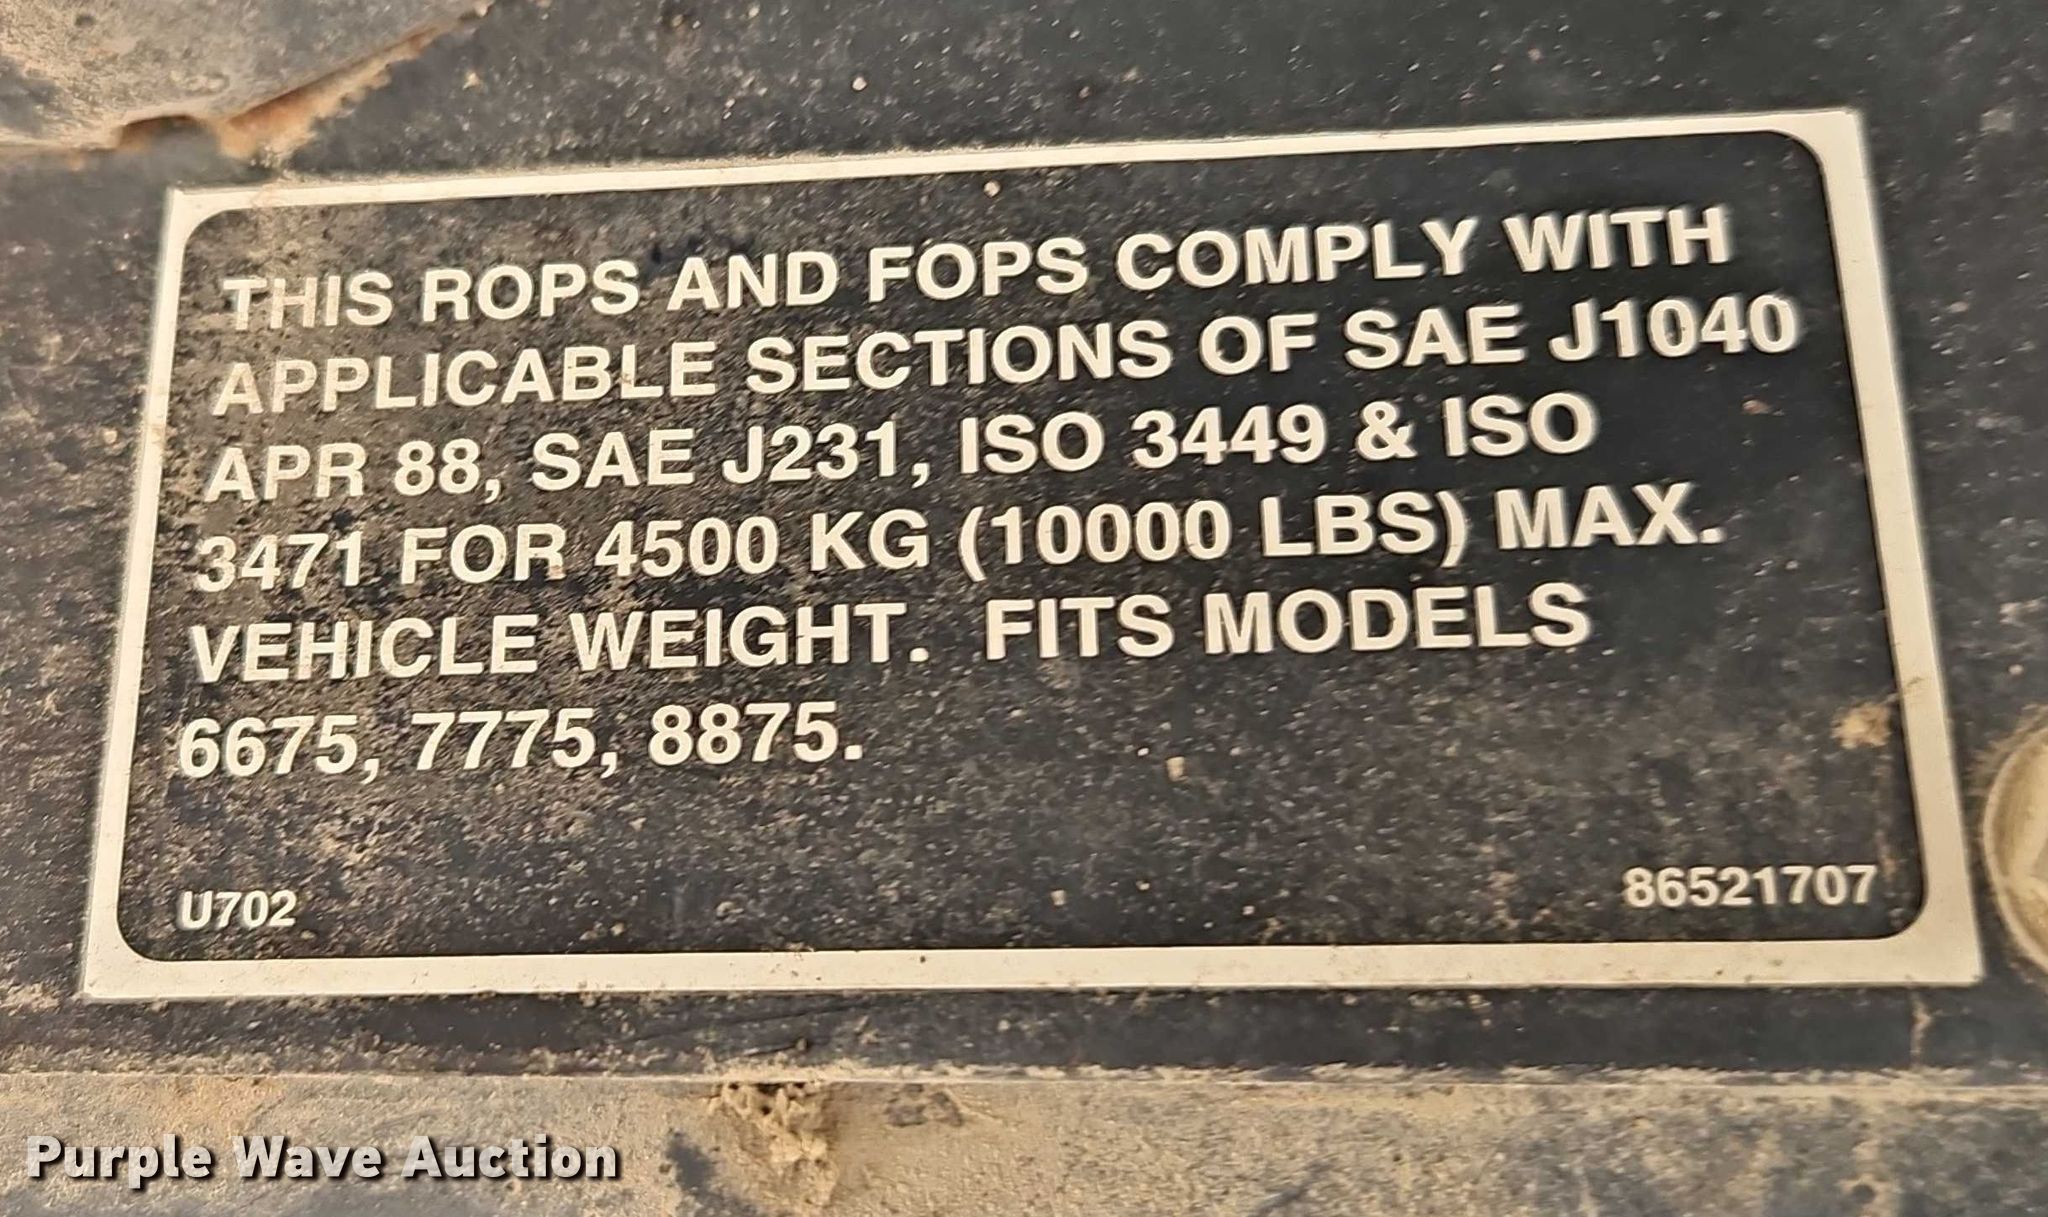 THIS ROPS AND FOPS COMPLY WITH
APPLICABLE SECTIONS OF SAE J1040
APR 88, SAE J231, ISO 3449 & ISO
3471 FOR 4500 KG (10000 LBS) MAX.
VEHICLE WEIGHT. FITS MODELS
6675, 7775, 8875.
U702 86521707
Purple Wave Auction